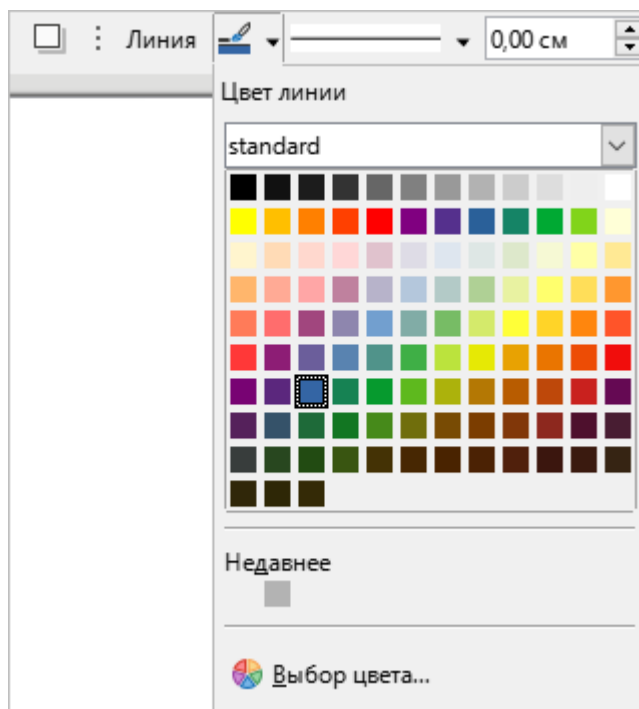 Линия 0,00 см
Цвет линии
standard
Недавнее
Выбор цвета...